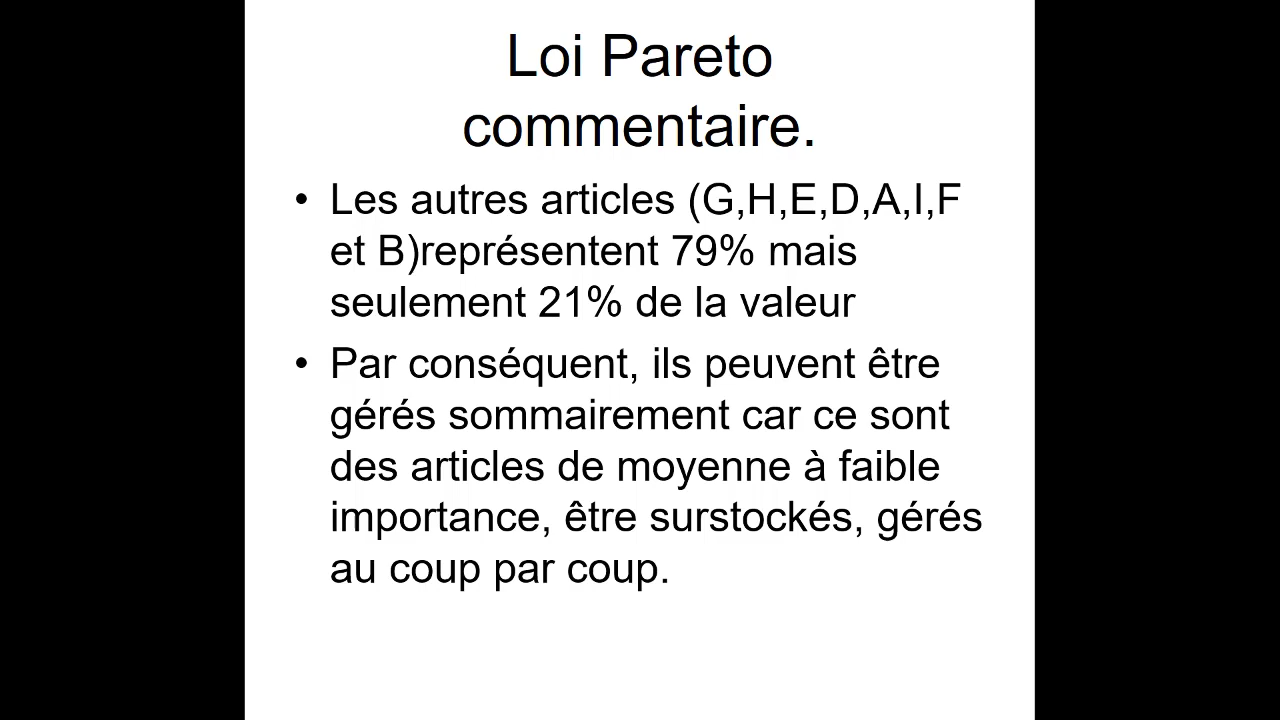 Loi Pareto
commentaire.
• Les autres articles (G,H,E,D,A,I,F
et B)représentent 79% mais
seulement 21% de la valeur
• Par conséquent, ils peuvent être
gérés sommairement car ce sont
des articles de moyenne à faible
importance, être surstockés, gérés
au coup par coup.